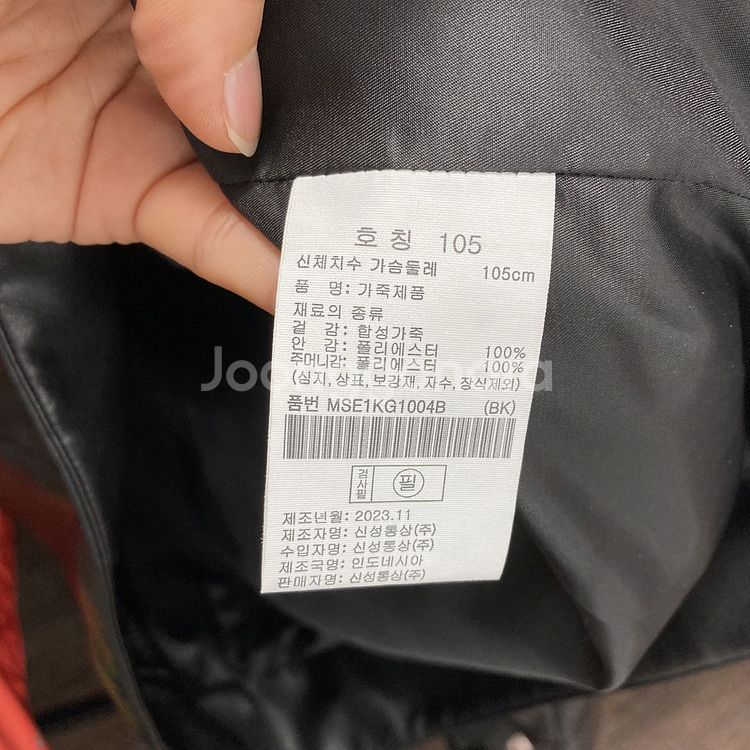 호칭 105
신체치수 가슴둘레 105cm
품 명: 가죽제품
재료의 종류
겉 감: 합성가죽
안 감: 폴리에스터 100%
주머니감: 폴리에스터 100%
(심지, 상표, 보강재, 자수, 장식제외)
품번 MSE1KG1004B (BK)
검사필 필
제조년월: 2023.11
제조자명: 신성통상(주)
수입자명: 신성통상(주)
제조국명: 인도네시아
판매자명: 신성통상(주)